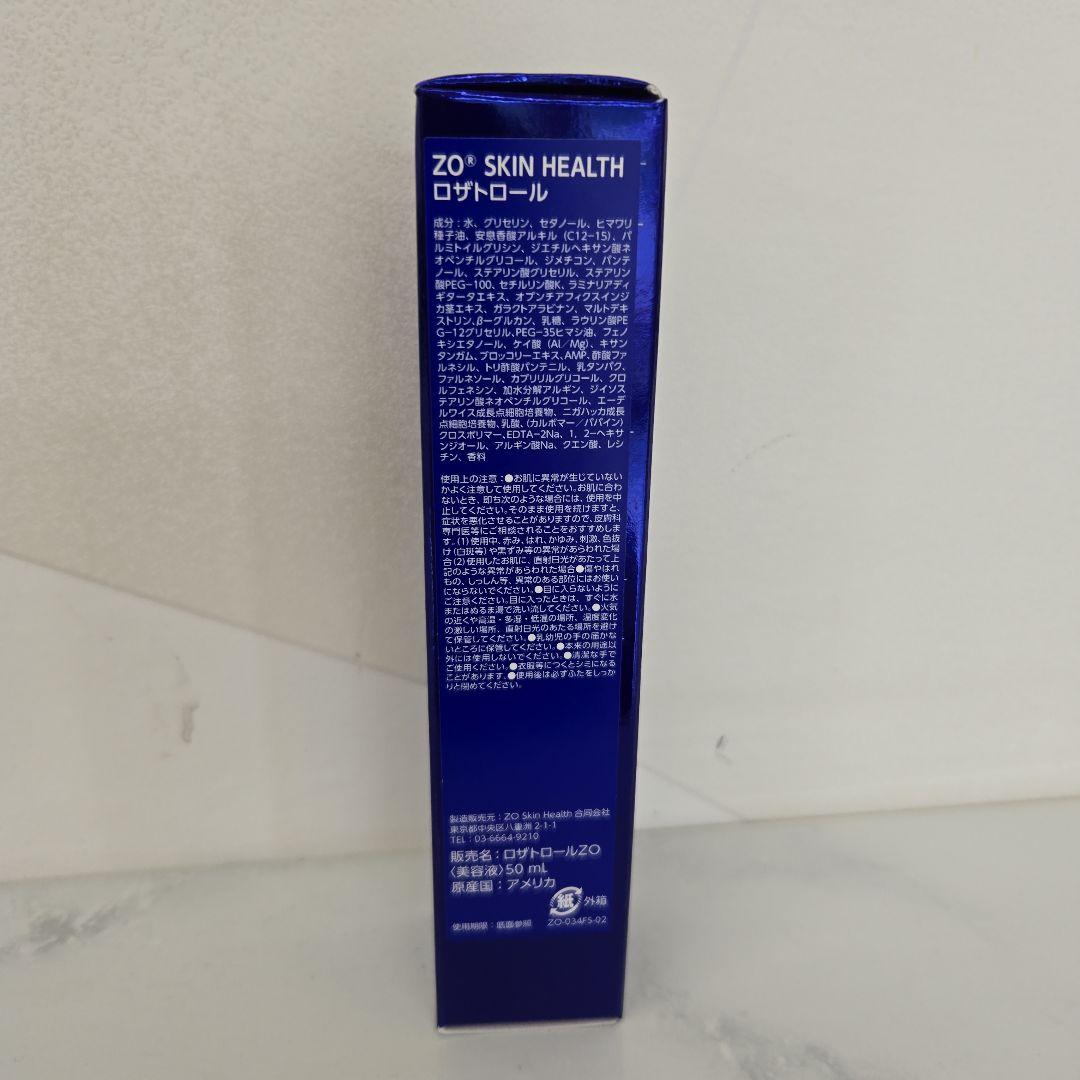 ZO® SKIN HEALTH
ロザトロール
成分：水、グリセリン、セタノール、ヒマワリ
種子油、安息香酸アルキル（C12-15）、パ
ルミトイルグリシン、ジエチルヘキサン酸ネ
オペンチルグリコール、ジメチコン、パンテ
ノール、ステアリン酸グリセリル、ステアリン
酸PEG-100、セチルリン酸K、ラミナリアディ
ギタータエキス、オプンチアフィクスインジ
カ茎エキス、ガラクトアラビナン、マルトデキ
ストリン、β-グルカン、乳糖、ラウリン酸PE
G-12グリセリル、PEG-35ヒマシ油、フェノ
キシエタノール、ケイ酸（Al／Mg）、キサン
タンガム、ブロッコリーエキス、AMP、酢酸ファ
ルネシル、トリ酢酸パンテニル、乳タンパク、
ファルネソール、カプリリルグリコール、クロ
ルフェネシン、加水分解アルギン、ジイソス
テアリン酸ネオペンチルグリコール、エーデ
ルワイス成長点細胞培養物、ニガハッカ成長
点細胞培養物、乳酸、（カルボマー／パパイン）
クロスポリマー、EDTA-2Na、1，2-ヘキサ
ンジオール、アルギン酸Na、クエン酸、レシ
チン、香料
使用上の注意：●お肌に異常が生じていない
かよく注意して使用してください。お肌に合わ
ないとき、即ち次のような場合には、使用を中
止してください。そのまま使用を続けますと、
症状を悪化させることがありますので、皮膚科
専門医等にご相談されることをおすすめしま
す。(1)使用中、赤み、はれ、かゆみ、刺激、色抜
け（白斑等）や黒ずみ等の異常があらわれた場
合(2)使用したお肌に、直射日光があたって上
記のような異常があらわれた場合●傷やはれ
もの、しっしん等、異常のある部位にはお使い
にならないでください。●目に入らないように
ご注意ください。目に入ったときは、すぐに水
またはぬるま湯で洗い流してください。●火気
の近くや高温・多湿・低温の場所、温度変化
の激しい場所、直射日光のあたる場所を避け
て保管してください。●乳幼児の手の届かな
いところに保管してください。●本来の用途以
外には使用しないでください。●清潔な手で
ご使用ください。●衣服等につくとシミになる
ことがあります。●使用後は必ずふたをしっか
りと閉めてください。
製造販売元：ZO Skin Health 合同会社
東京都中央区八重洲 2-1-1
TEL：03-6664-9210
販売名：ロザトロールZO
〈美容液〉50 mL
原産国：アメリカ
紙 外箱
使用期限：底面参照 ZO-034FS-02